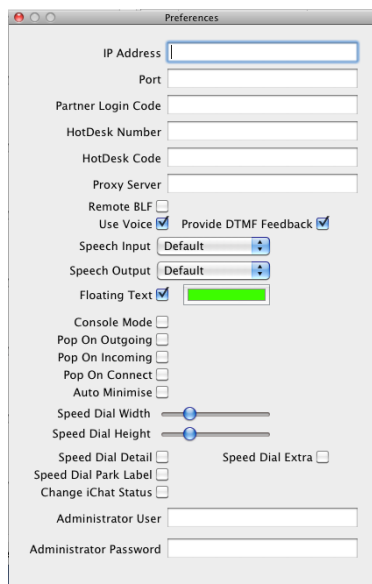 Preferences
IP Address
Port
Partner Login Code
HotDesk Number
HotDesk Code
Proxy Server
Remote BLF
Use Voice Provide DTMF Feedback
Speech Input Default
Speech Output Default
Floating Text
Console Mode
Pop On Outgoing
Pop On Incoming
Pop On Connect
Auto Minimise
Speed Dial Width
Speed Dial Height
Speed Dial Detail Speed Dial Extra
Speed Dial Park Label
Change iChat Status
Administrator User
Administrator Password